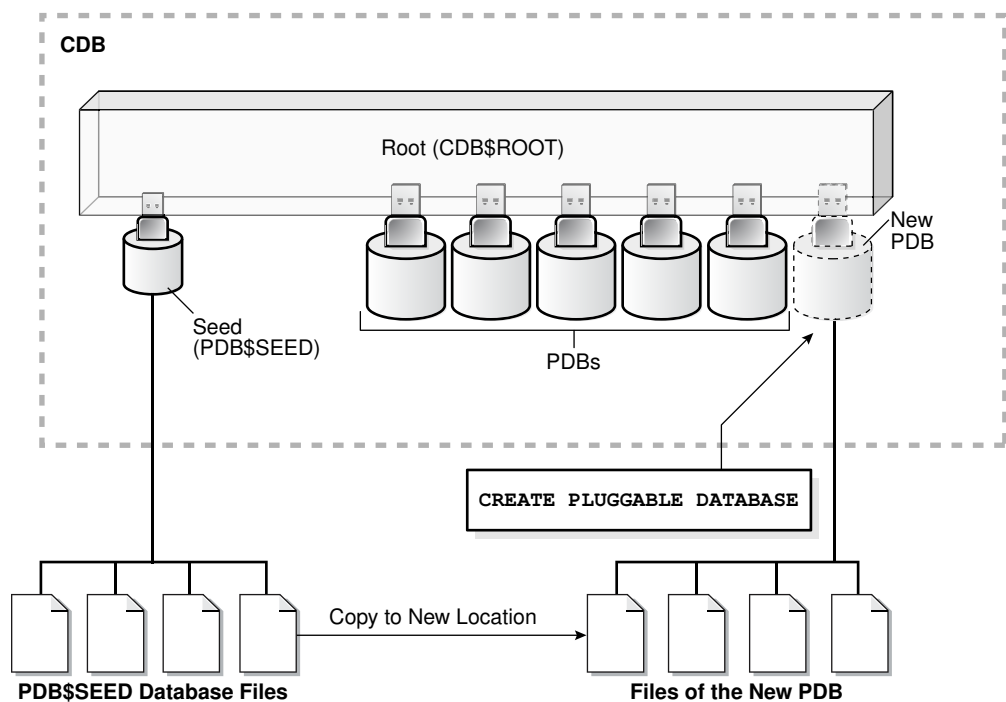 CDB
Root (CDB$ROOT)
New
PDB
Seed
(PDB$SEED)
PDBs
CREATE PLUGGABLE DATABASE
Copy to New Location
PDB$SEED Database Files
Files of the New PDB